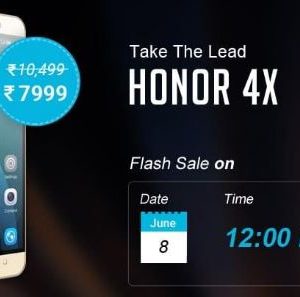 ₹10,499
₹7999
Take The Lead
HONOR 4X
Flash Sale on
Date
Time
June
8
12:00